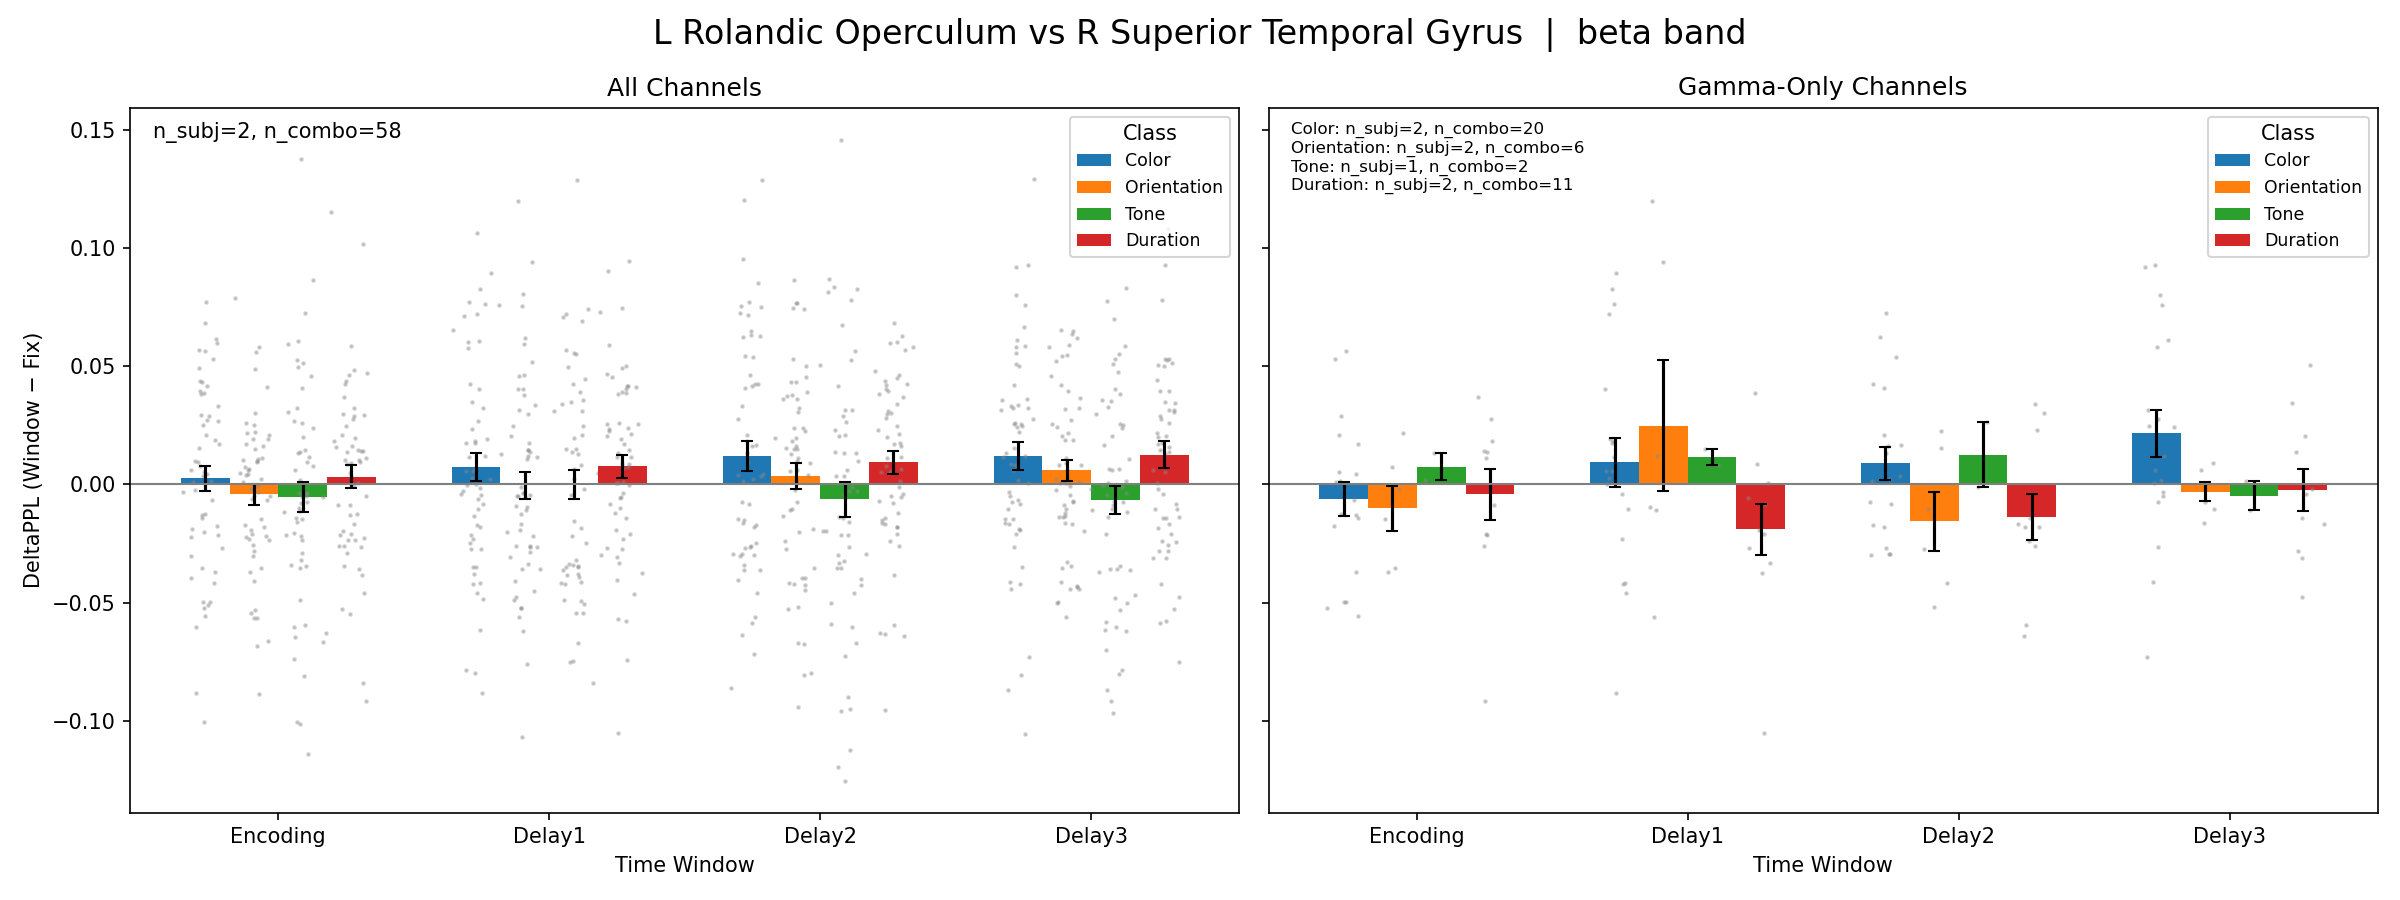 L Rolandic Operculum vs R Superior Temporal Gyrus | beta band
All Channels
n_subj=2, n_combo=58
Class
Color
Orientation
Tone
Duration
0.15
0.10
0.05
0.00
−0.05
−0.10
DeltaPPL (Window − Fix)
Encoding
Delay1
Delay2
Delay3
Time Window
Gamma-Only Channels
Color: n_subj=2, n_combo=20
Orientation: n_subj=2, n_combo=6
Tone: n_subj=1, n_combo=2
Duration: n_subj=2, n_combo=11
Class
Color
Orientation
Tone
Duration
Encoding
Delay1
Delay2
Delay3
Time Window